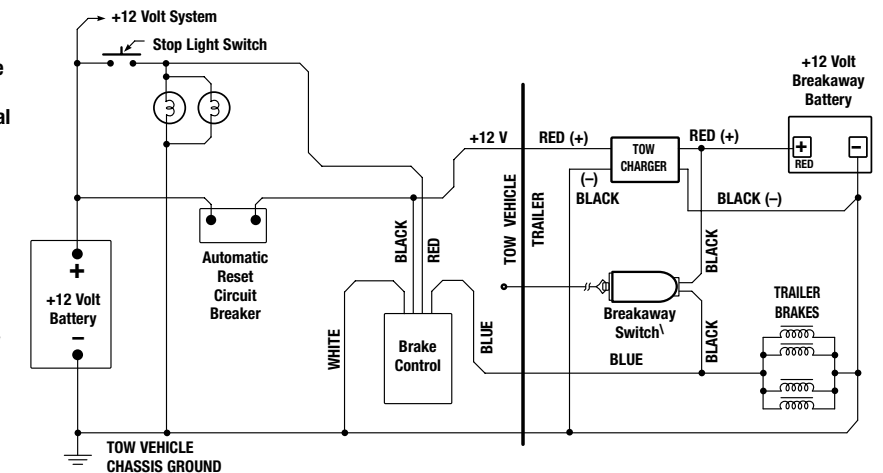 +12 Volt System
Stop Light Switch
e
al
+12 Volt
Breakaway
Battery
+12 V
RED (+)
TOW
CHARGER
RED (+)
+
–
RED
(–)
BLACK
BLACK (–)
TOW VEHICLE
TRAILER
BLACK
RED
BLACK
Automatic
Reset
Circuit
Breaker
+
+12 Volt
Battery
–
WHITE
Brake
Control
BLUE
Breakaway
Switch\
BLACK
BLUE
TRAILER
BRAKES
TOW VEHICLE
CHASSIS GROUND